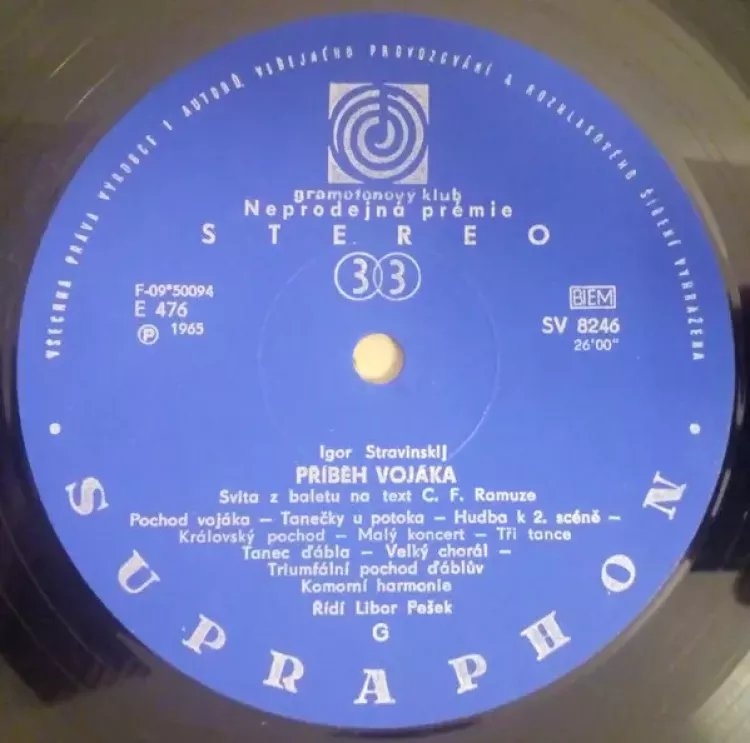 VŠECHNA PRÁVA VÝROBCE I AUTORŮ VEŘEJNÉHO PROVOZOVÁNÍ A ROZHLASOVÉHO ŠÍŘENÍ VYHRAZENA
gramofonový klub
Neprodejná prémie
STEREO
33
F-09*50094
E 476
Ⓟ 1965
BIEM
SV 8246
26'00"
Igor Stravinskij
PŘÍBĚH VOJÁKA
Svita z baletu na text C. F. Ramuze
Pochod vojáka – Tanečky u potoka – Hudba k 2. scéně –
Královský pochod – Malý koncert – Tři tance
Tanec ďábla – Velký chorál –
Triumfální pochod ďáblův
Komorní harmonie
Řídí Libor Pešek
G
• SUPRAPHON •